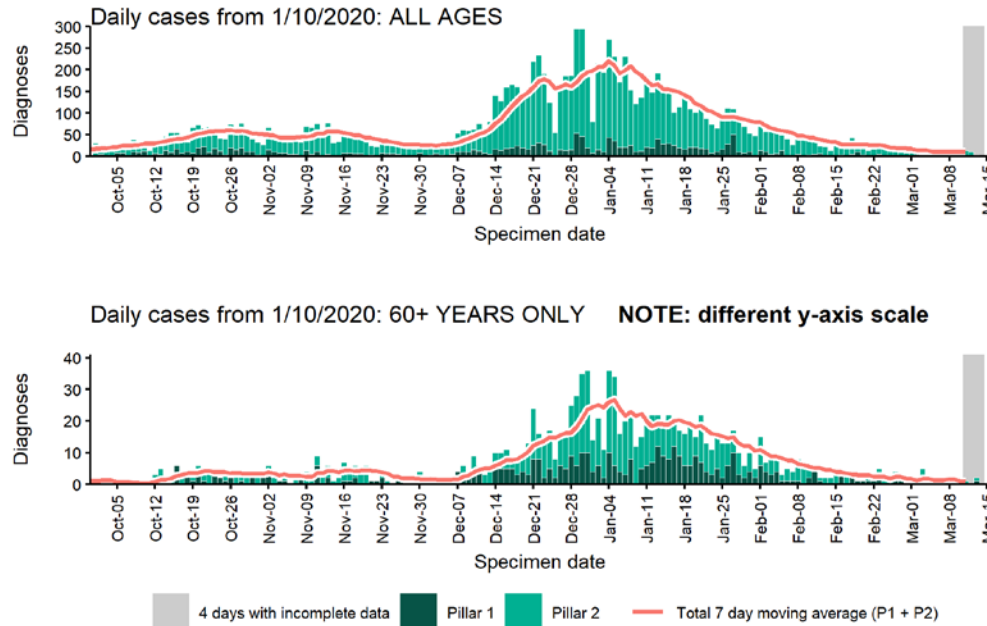 Daily cases from 1/10/2020: ALL AGES
300
250
200
150
100
50
0
Diagnoses
Oct-05
Oct-12
Oct-19
Oct-26
Nov-02
Nov-09
Nov-16
Nov-23
Nov-30
Dec-07
Dec-14
Dec-21
Dec-28
Jan-04
Jan-11
Jan-18
Jan-25
Feb-01
Feb-08
Feb-15
Feb-22
Mar-01
Mar-08
Mar-15
Specimen date
Daily cases from 1/10/2020: 60+ YEARS ONLY NOTE: different y-axis scale
40
30
20
10
0
Diagnoses
Oct-05
Oct-12
Oct-19
Oct-26
Nov-02
Nov-09
Nov-16
Nov-23
Nov-30
Dec-07
Dec-14
Dec-21
Dec-28
Jan-04
Jan-11
Jan-18
Jan-25
Feb-01
Feb-08
Feb-15
Feb-22
Mar-01
Mar-08
Mar-15
Specimen date
4 days with incomplete data Pillar 1 Pillar 2 Total 7 day moving average (P1 + P2)